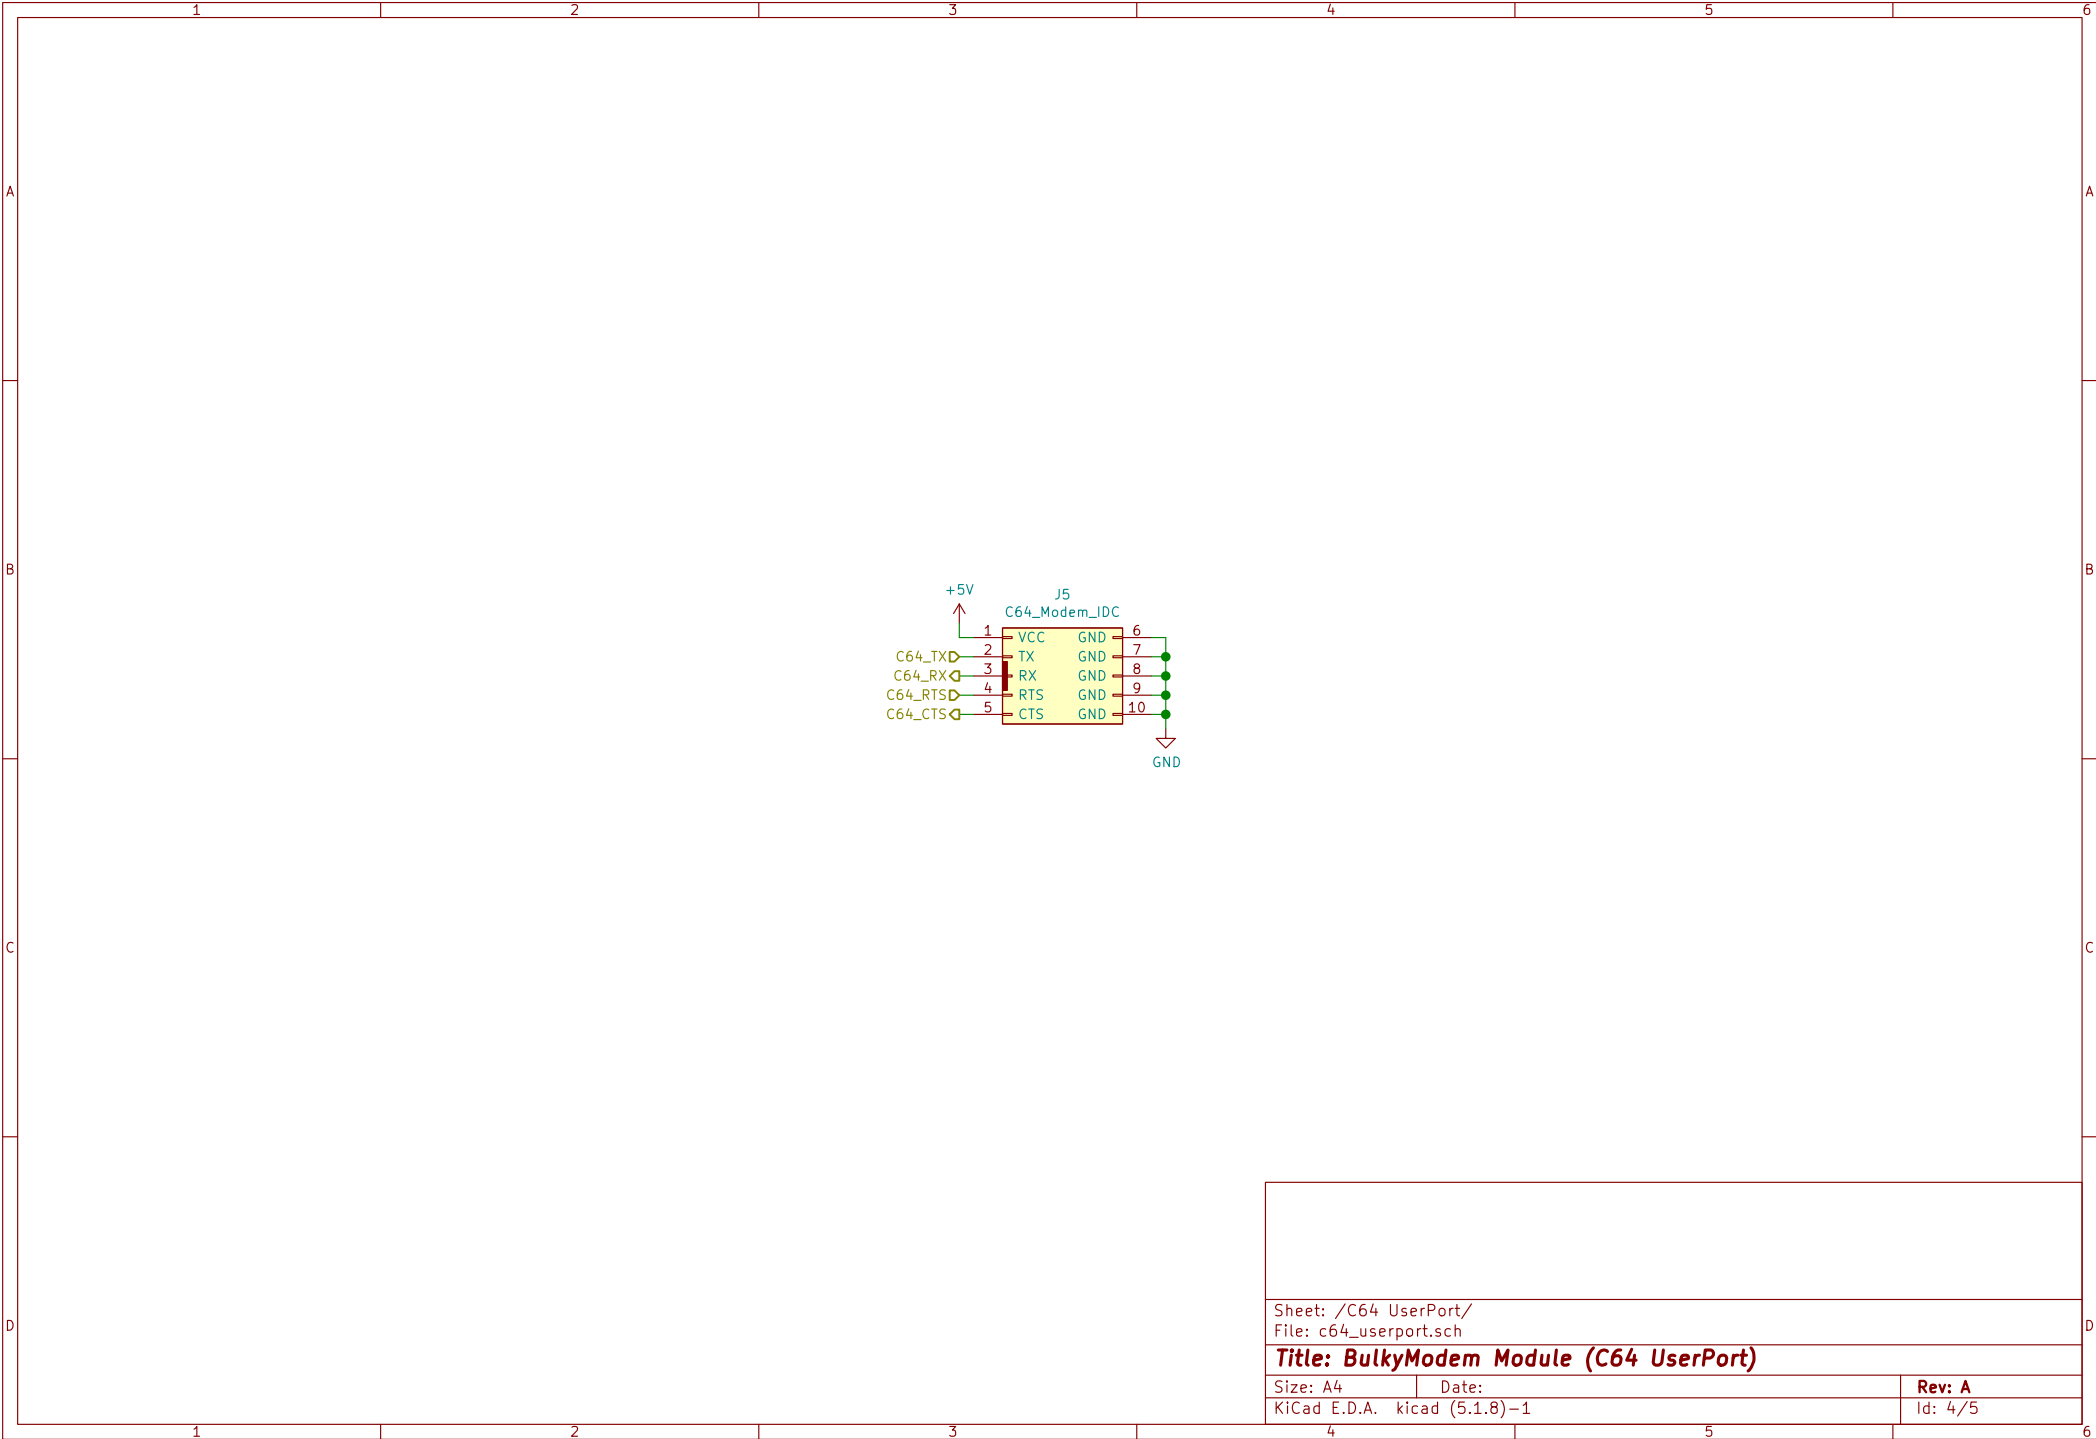 1 2 3 4 5 6
A A
B B
+5V
J5
C64_Modem_IDC
1 VCC GND 6
C64_TX 2 TX GND 7
C64_RX 3 RX GND 8
C64_RTS 4 RTS GND 9
C64_CTS 5 CTS GND 10
GND
C C
Sheet: /C64 UserPort/
D D
File: c64_userport.sch
Title: BulkyModem Module (C64 UserPort)
Size: A4 Date: Rev: A
KiCad E.D.A. kicad (5.1.8)-1 Id: 4/5
1 2 3 4 5 6